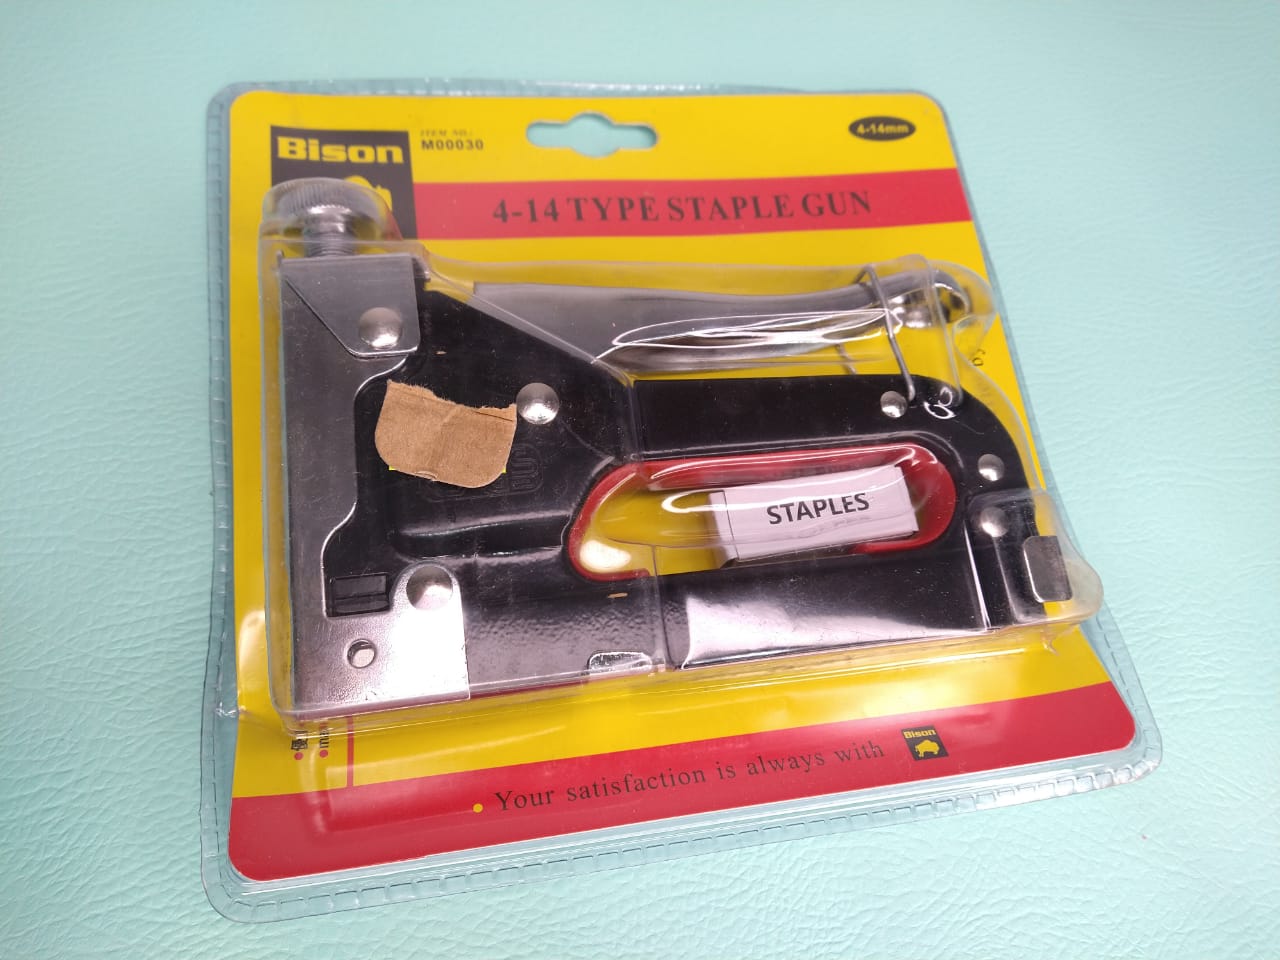 Bison
ITEM NO.:
M00030
4-14mm
4-14 TYPE STAPLE GUN
STAPLES
Your satisfaction is always with
Bison